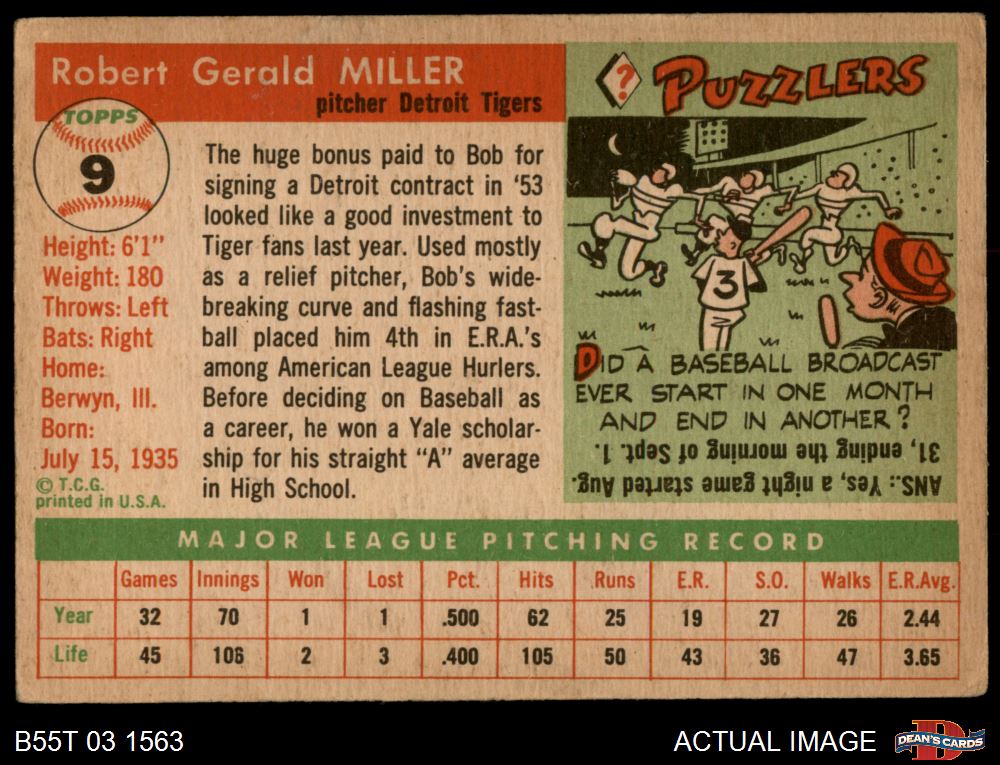 Robert Gerald MILLER
pitcher Detroit Tigers
TOPPS
9
Height: 6'1"
Weight: 180
Throws: Left
Bats: Right
Home:
Berwyn, Ill.
Born:
July 15, 1935
© T.C.G.
printed in U.S.A.
The huge bonus paid to Bob for
signing a Detroit contract in '53
looked like a good investment to
Tiger fans last year. Used mostly
as a relief pitcher, Bob's wide-
breaking curve and flashing fast-
ball placed him 4th in E.R.A.'s
among American League Hurlers.
Before deciding on Baseball as
a career, he won a Yale scholar-
ship for his straight "A" average
in High School.
?
PUZZLERS
3
DID A BASEBALL BROADCAST
EVER START IN ONE MONTH
AND END IN ANOTHER?
ANS.: Yes, a night game started Aug.
31, ending the morning of Sept. 1.
MAJOR LEAGUE PITCHING RECORD
Games Innings Won Lost Pct. Hits Runs E.R. S.O. Walks E.R.Avg.
Year 32 70 1 1 .500 62 25 19 27 26 2.44
Life 45 106 2 3 .400 105 50 43 36 47 3.65
B55T 03 1563
ACTUAL IMAGE
D
DEAN'S CARDS